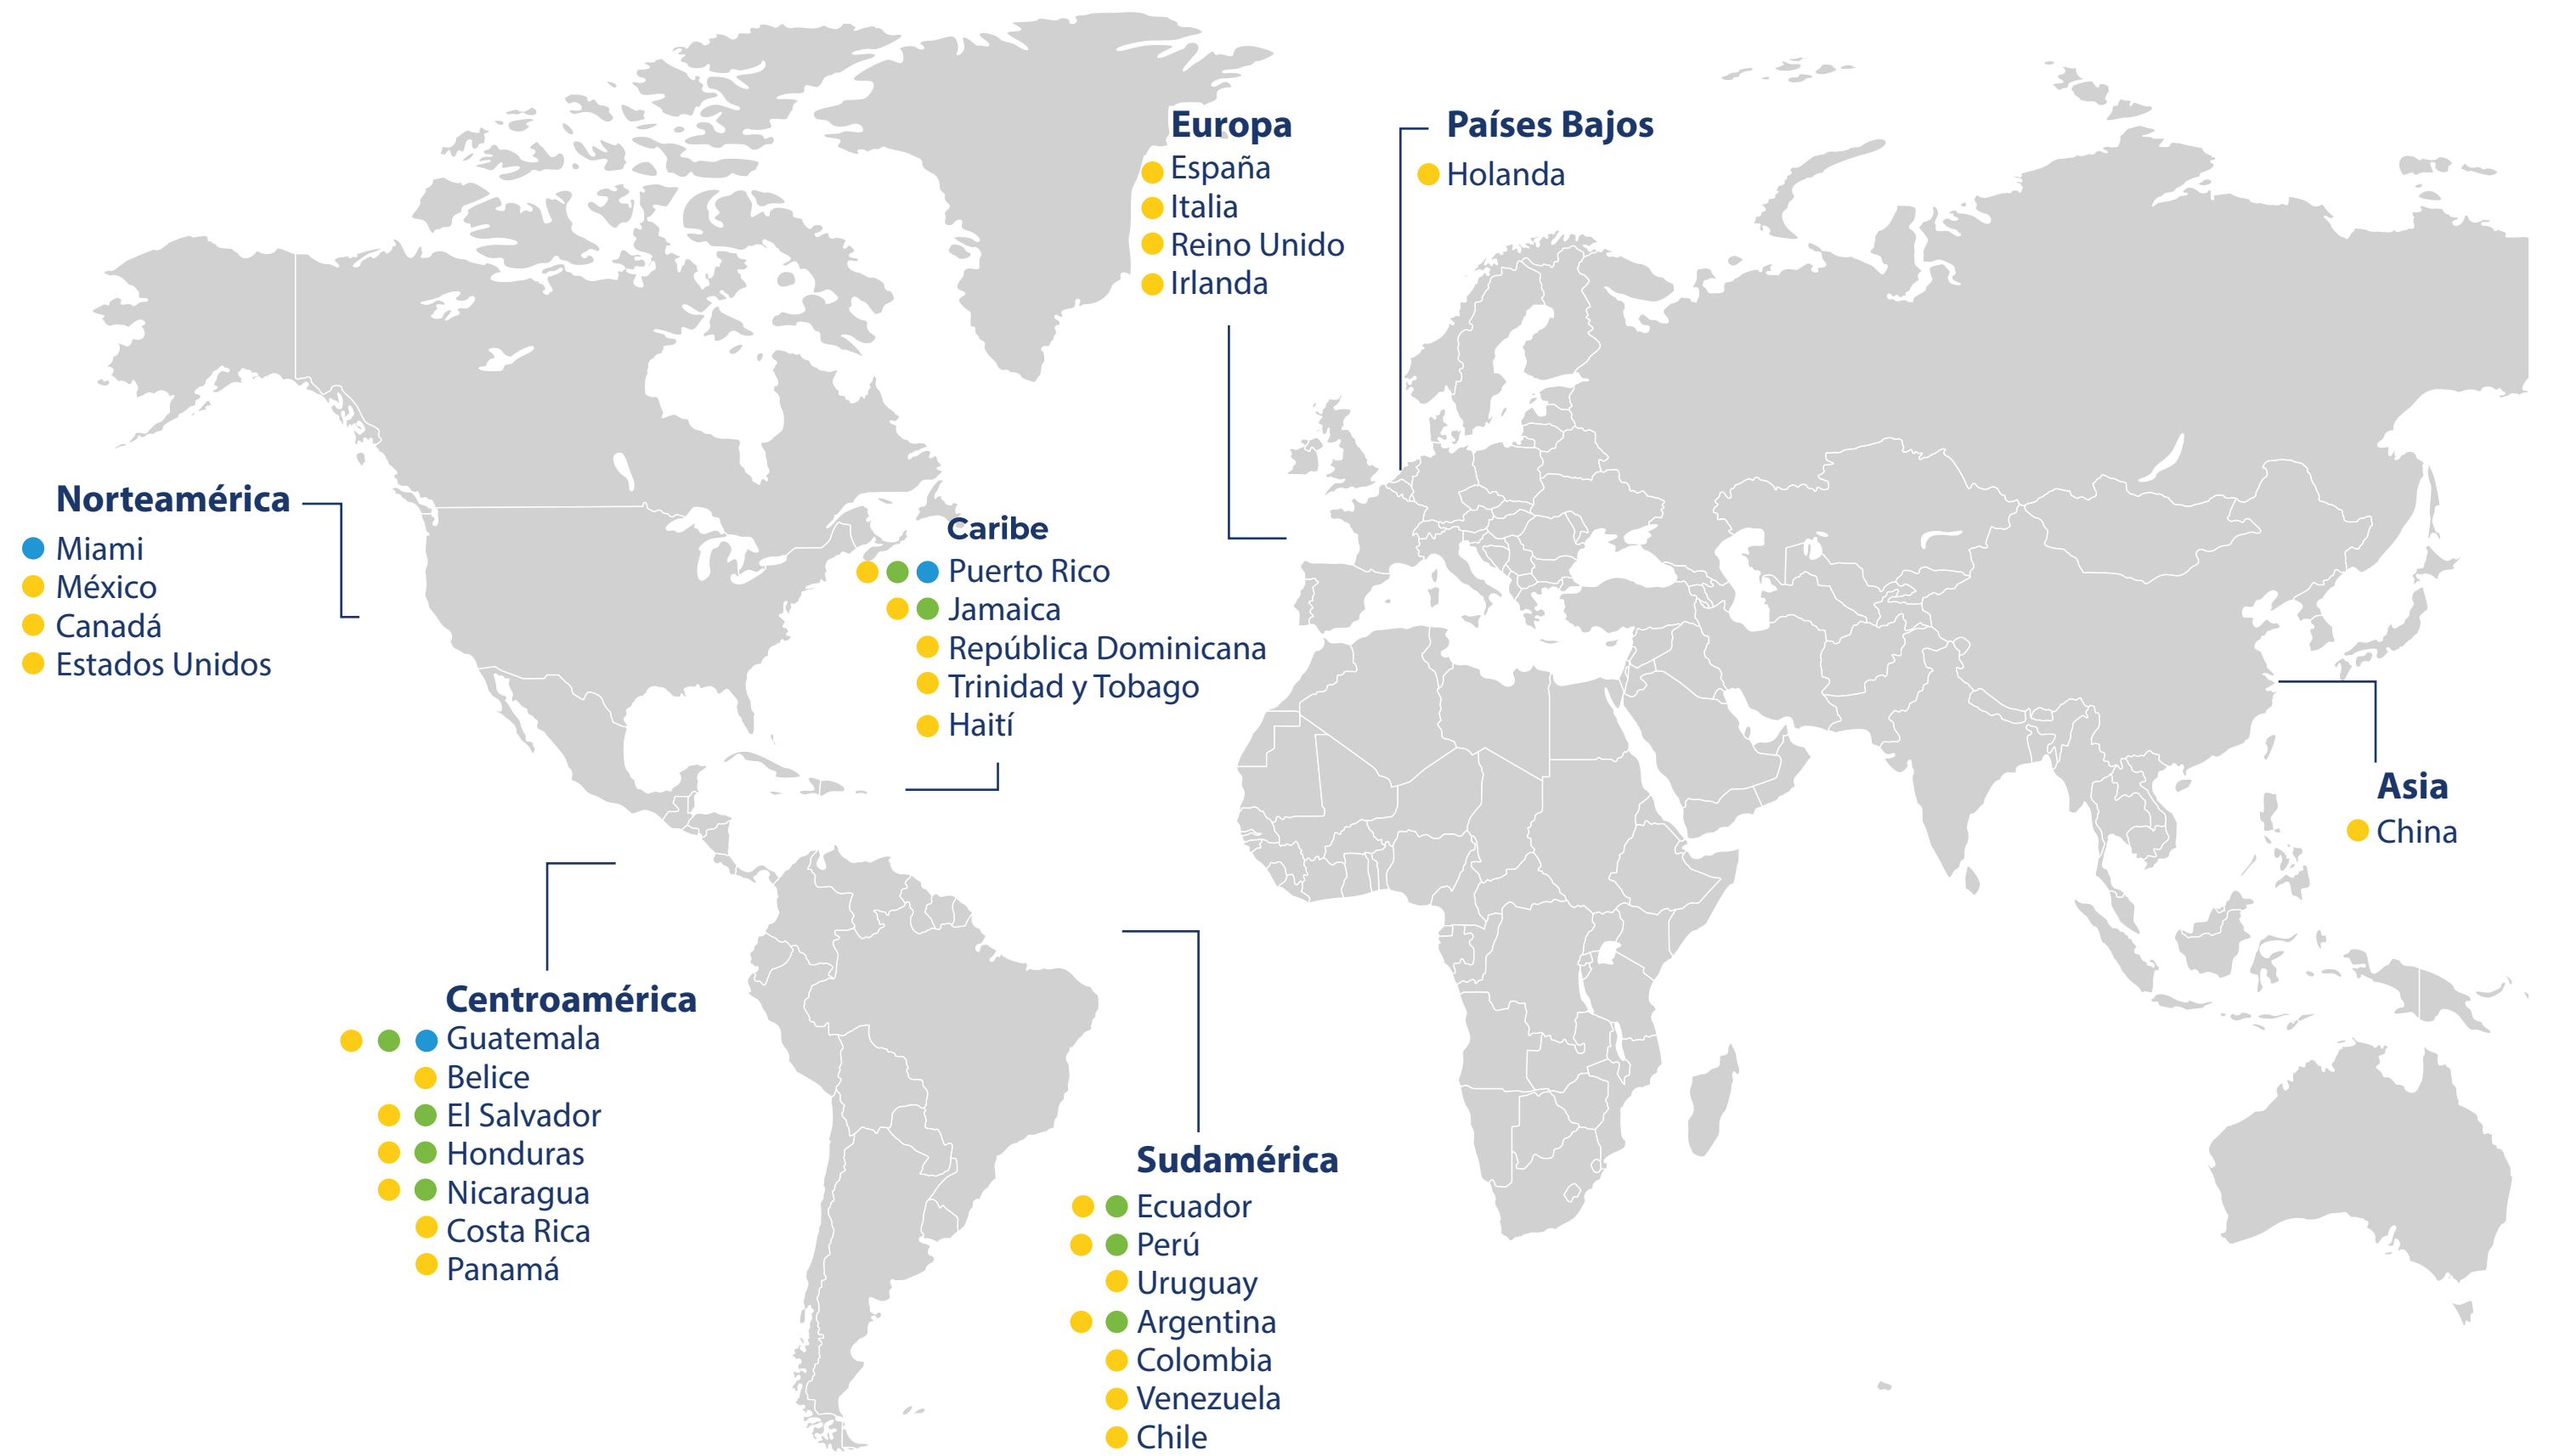 Europa
España
Italia
Reino Unido
Irlanda
Países Bajos
Holanda
Norteamérica
Miami
México
Canadá
Estados Unidos
Caribe
Puerto Rico
Jamaica
República Dominicana
Trinidad y Tobago
Haití
Asia
China
Centroamérica
Guatemala
Belice
El Salvador
Honduras
Nicaragua
Costa Rica
Panamá
Sudamérica
Ecuador
Perú
Uruguay
Argentina
Colombia
Venezuela
Chile